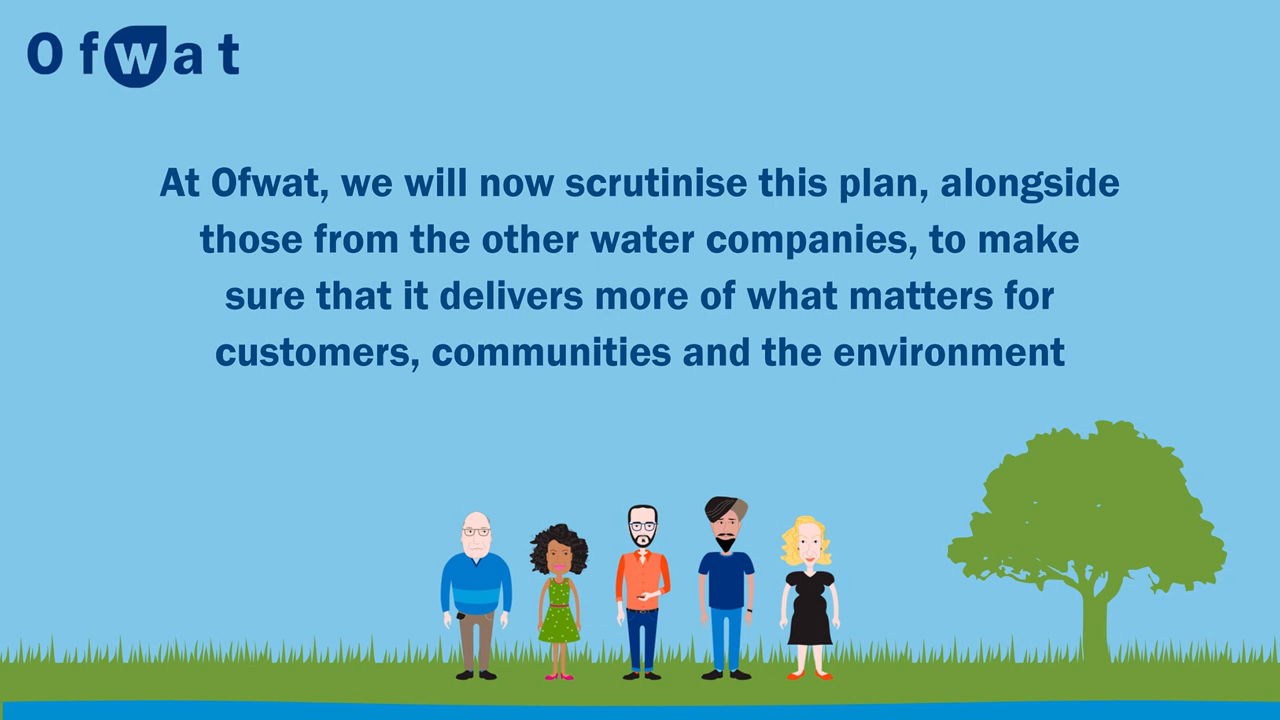 Ofwat
At Ofwat, we will now scrutinise this plan, alongside
those from the other water companies, to make
sure that it delivers more of what matters for
customers, communities and the environment